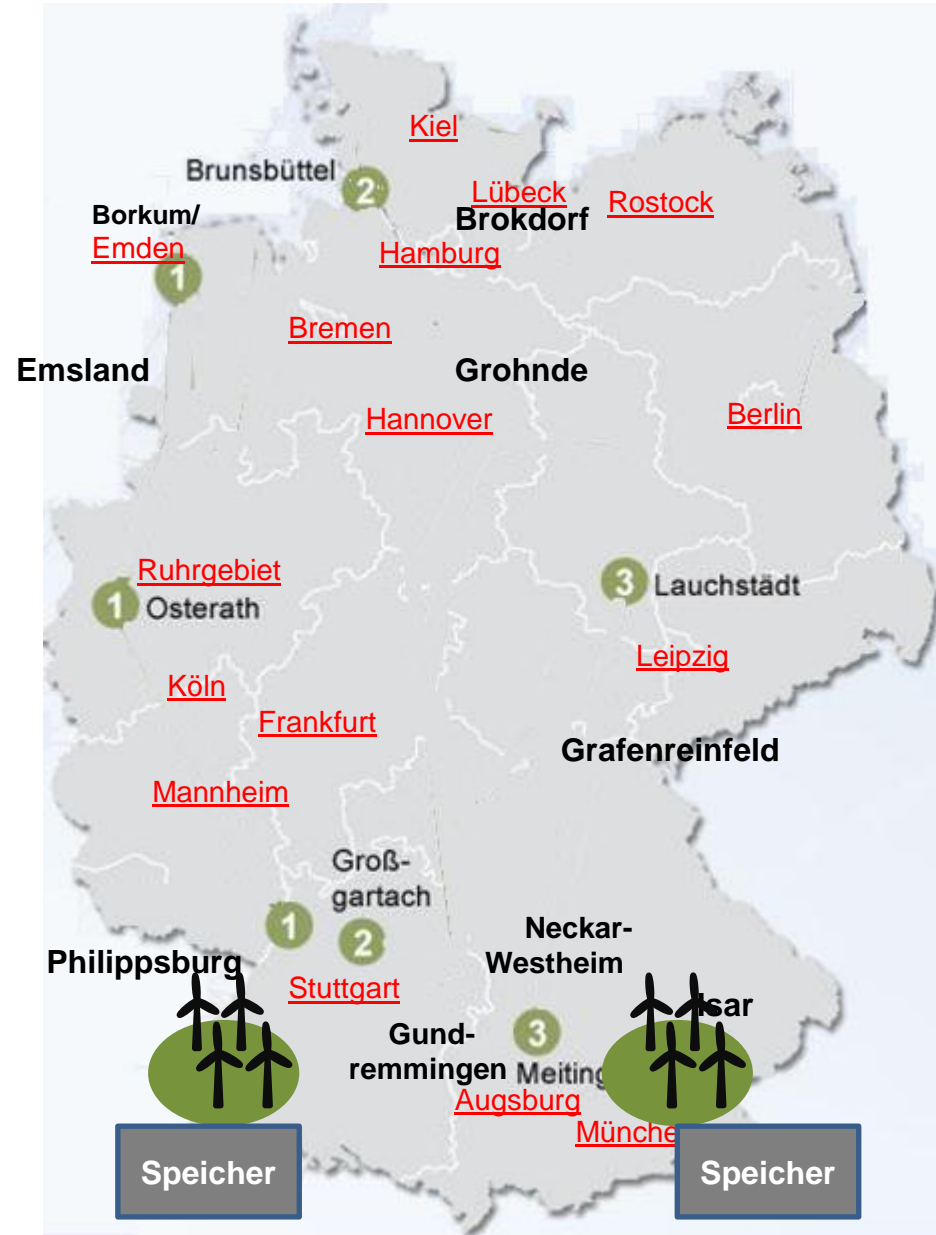 Kiel
Brunsbüttel
2
Lübeck
Rostock
Borkum/
Brokdorf
Emden
Hamburg
1
Bremen
Emsland
Grohnde
Hannover
Berlin
Ruhrgebiet
3 Lauchstädt
1 Osterath
Leipzig
Köln
Frankfurt
Grafenreinfeld
Mannheim
Groß-
gartach
1
2
Neckar-
Westheim
Philippsburg
Stuttgart
Isar
Gund-
remmingen
3
Meiting
Augsburg
Münche
Speicher
Speicher